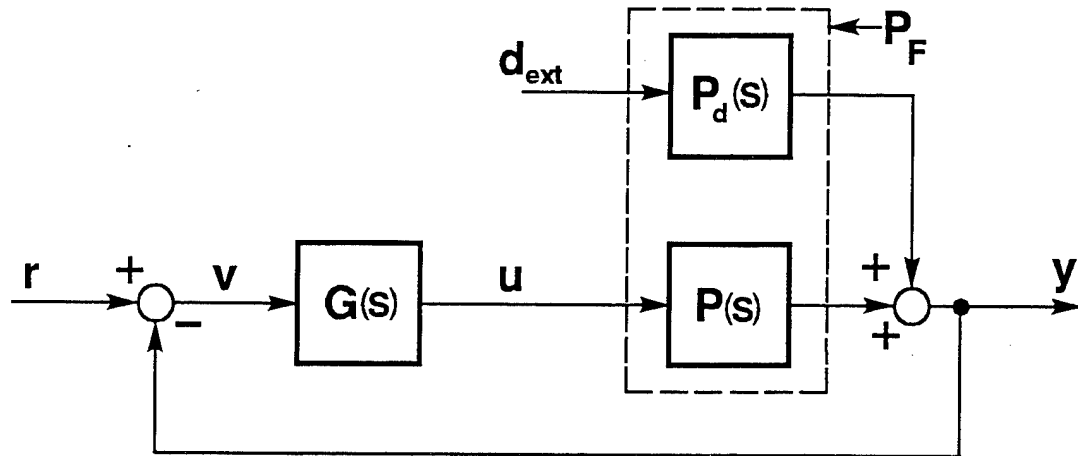 P_F
d_ext
P_d(s)
r
+
−
v
G(s)
u
P(s)
+
+
y